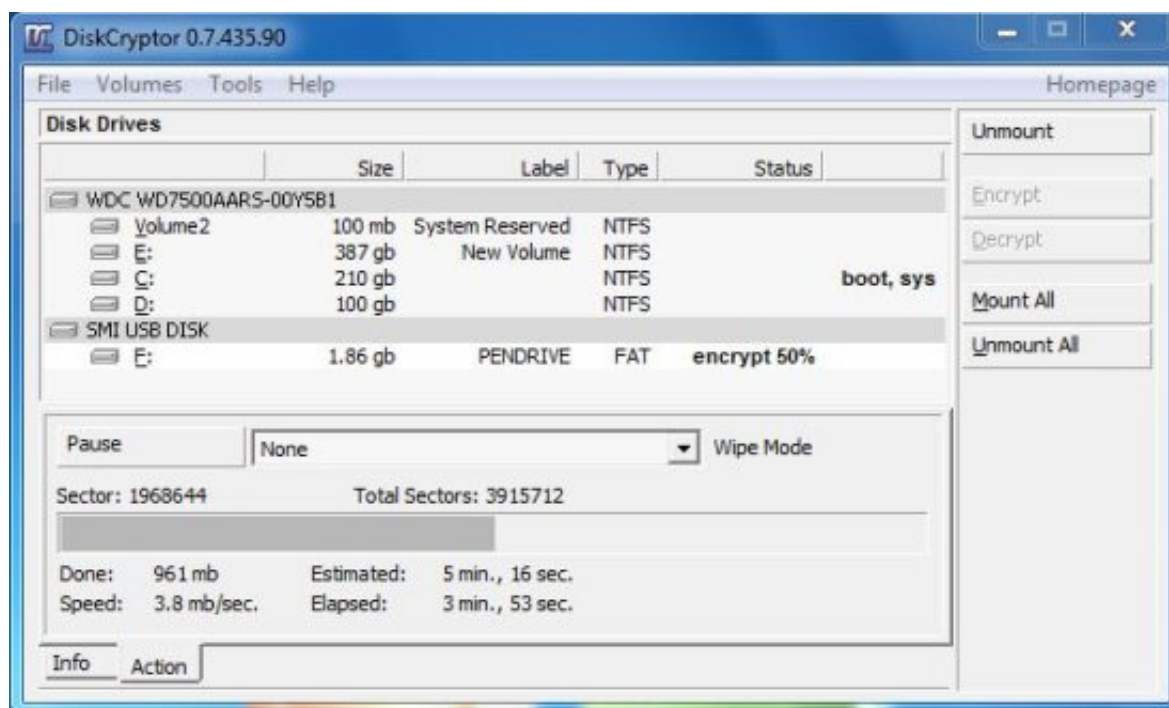 DiskCryptor 0.7.435.90
File Volumes Tools Help Homepage
Disk Drives
Size Label Type Status
WDC WD7500AARS-00Y5B1
Volume2 100 mb System Reserved NTFS
E: 387 gb New Volume NTFS
C: 210 gb NTFS boot, sys
D: 100 gb NTFS
SMI USB DISK
F: 1.86 gb PENDRIVE FAT encrypt 50%
Unmount
Encrypt
Decrypt
Mount All
Unmount All
Pause None Wipe Mode
Sector: 1968644 Total Sectors: 3915712
Done: 961 mb Estimated: 5 min., 16 sec.
Speed: 3.8 mb/sec. Elapsed: 3 min., 53 sec.
Info Action